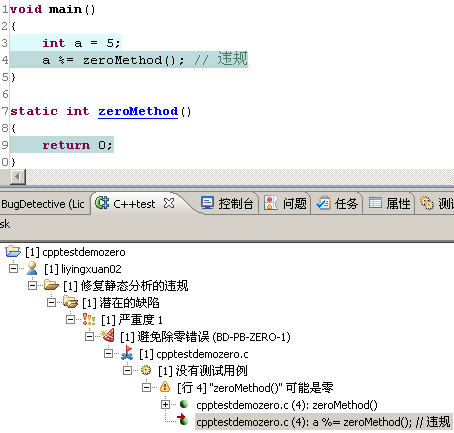 1 void main()
2 {
3 int a = 5;
4 a %= zeroMethod(); // 违规
5 }
6
7 static int zeroMethod()
8 {
9 return 0;
10 }
BugDetective (Lic C++test 控制台 问题 任务 属性 测
sk
[1] cpptestdemozero
[1] liyingxuan02
[1] 修复静态分析的违规
[1] 潜在的缺陷
[1] 严重度 1
[1] 避免除零错误 (BD-PB-ZERO-1)
[1] cpptestdemozero.c
[1] 没有测试用例
[行 4] "zeroMethod()" 可能是零
cpptestdemozero.c (4): zeroMethod()
cpptestdemozero.c (4): a %= zeroMethod(); // 违规